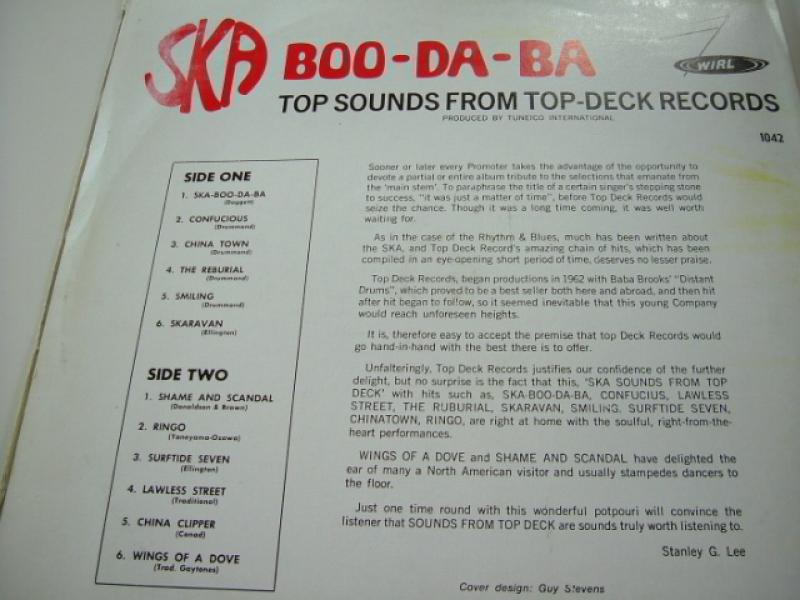 SKA BOO-DA-BA
WIRL
TOP SOUNDS FROM TOP-DECK RECORDS
PRODUCED BY TUNEICO INTERNATIONAL
1042
SIDE ONE
1. SKA-BOO-DA-BA
(Doggett)
2. CONFUCIOUS
(Drummond)
3. CHINA TOWN
(Drummond)
4. THE REBURIAL
(Drummond)
5. SMILING
(Drummond)
6. SKARAVAN
(Ellington)
SIDE TWO
1. SHAME AND SCANDAL
(Donaldson & Brown)
2. RINGO
(Yoneyama-Ozawa)
3. SURFTIDE SEVEN
(Ellington)
4. LAWLESS STREET
(Traditional)
5. CHINA CLIPPER
(Conad)
6. WINGS OF A DOVE
(Trad. Gaytones)
Sooner or later every Promoter takes the advantage of the opportunity to
devote a partial or entire album tribute to the selections that emanate from
the 'main stem'. To paraphrase the title of a certain singer's stepping stone
to success, "it was just a matter of time", before Top Deck Records would
seize the chance. Though it was a long time coming, it was well worth
waiting for.
As in the case of the Rhythm & Blues, much has been written about
the SKA, and Top Deck Record's amazing chain of hits, which has been
compiled in an eye-opening short period of time, deserves no lesser praise.
Top Deck Records, began productions in 1962 with Baba Brooks' "Distant
Drums", which proved to be a best seller both here and abroad, and then hit
after hit began to follow, so it seemed inevitable that this young Company
would reach unforeseen heights.
It is, therefore easy to accept the premise that top Deck Records would
go hand-in-hand with the best there is to offer.
Unfalteringly, Top Deck Records justifies our confidence of the further
delight, but no surprise is the fact that this, 'SKA SOUNDS FROM TOP
DECK' with hits such as, SKA-BOO-DA-BA, CONFUCIUS, LAWLESS
STREET, THE RUBURIAL, SKARAVAN, SMILING. SURFTIDE SEVEN,
CHINATOWN, RINGO, are right at home with the soulful, right-from-the-
heart performances.
WINGS OF A DOVE and SHAME AND SCANDAL have delighted the
ear of many a North American visitor and usually stampedes dancers to
the floor.
Just one time round with this wonderful potpouri will convince the
listener that SOUNDS FROM TOP DECK are sounds truly worth listening to.
Stanley G. Lee
Cover design: Guy Stevens